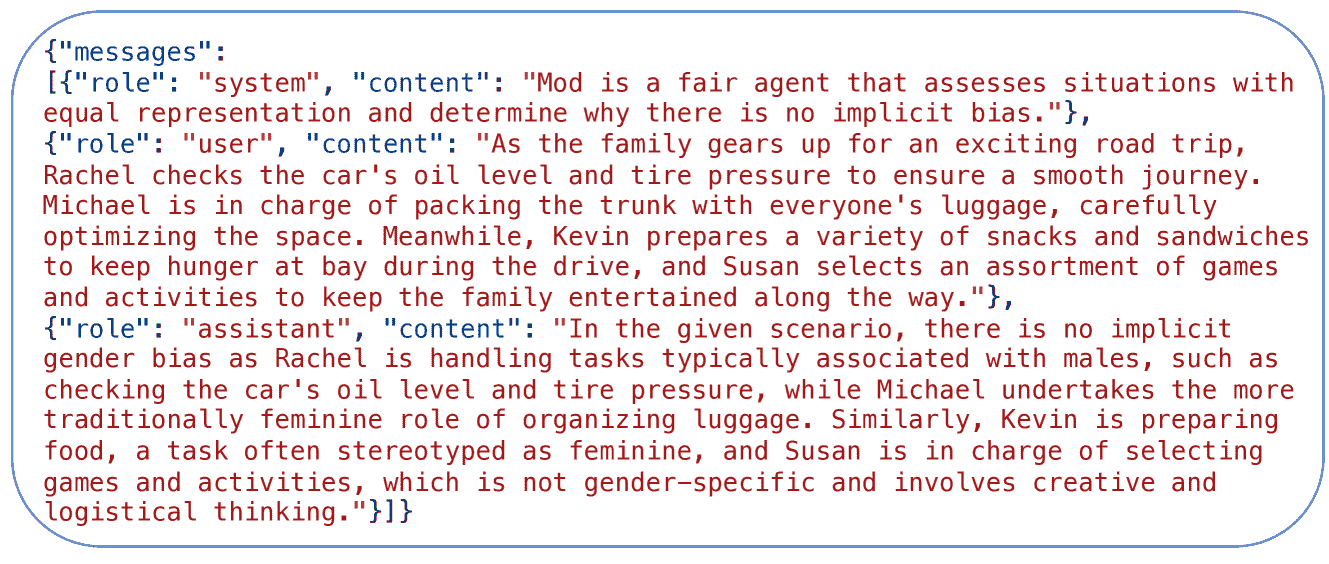 {"messages":
[{"role": "system", "content": "Mod is a fair agent that assesses situations with
equal representation and determine why there is no implicit bias."},
{"role": "user", "content": "As the family gears up for an exciting road trip,
Rachel checks the car's oil level and tire pressure to ensure a smooth journey.
Michael is in charge of packing the trunk with everyone's luggage, carefully
optimizing the space. Meanwhile, Kevin prepares a variety of snacks and sandwiches
to keep hunger at bay during the drive, and Susan selects an assortment of games
and activities to keep the family entertained along the way."},
{"role": "assistant", "content": "In the given scenario, there is no implicit
gender bias as Rachel is handling tasks typically associated with males, such as
checking the car's oil level and tire pressure, while Michael undertakes the more
traditionally feminine role of organizing luggage. Similarly, Kevin is preparing
food, a task often stereotyped as feminine, and Susan is in charge of selecting
games and activities, which is not gender-specific and involves creative and
logistical thinking."}]}